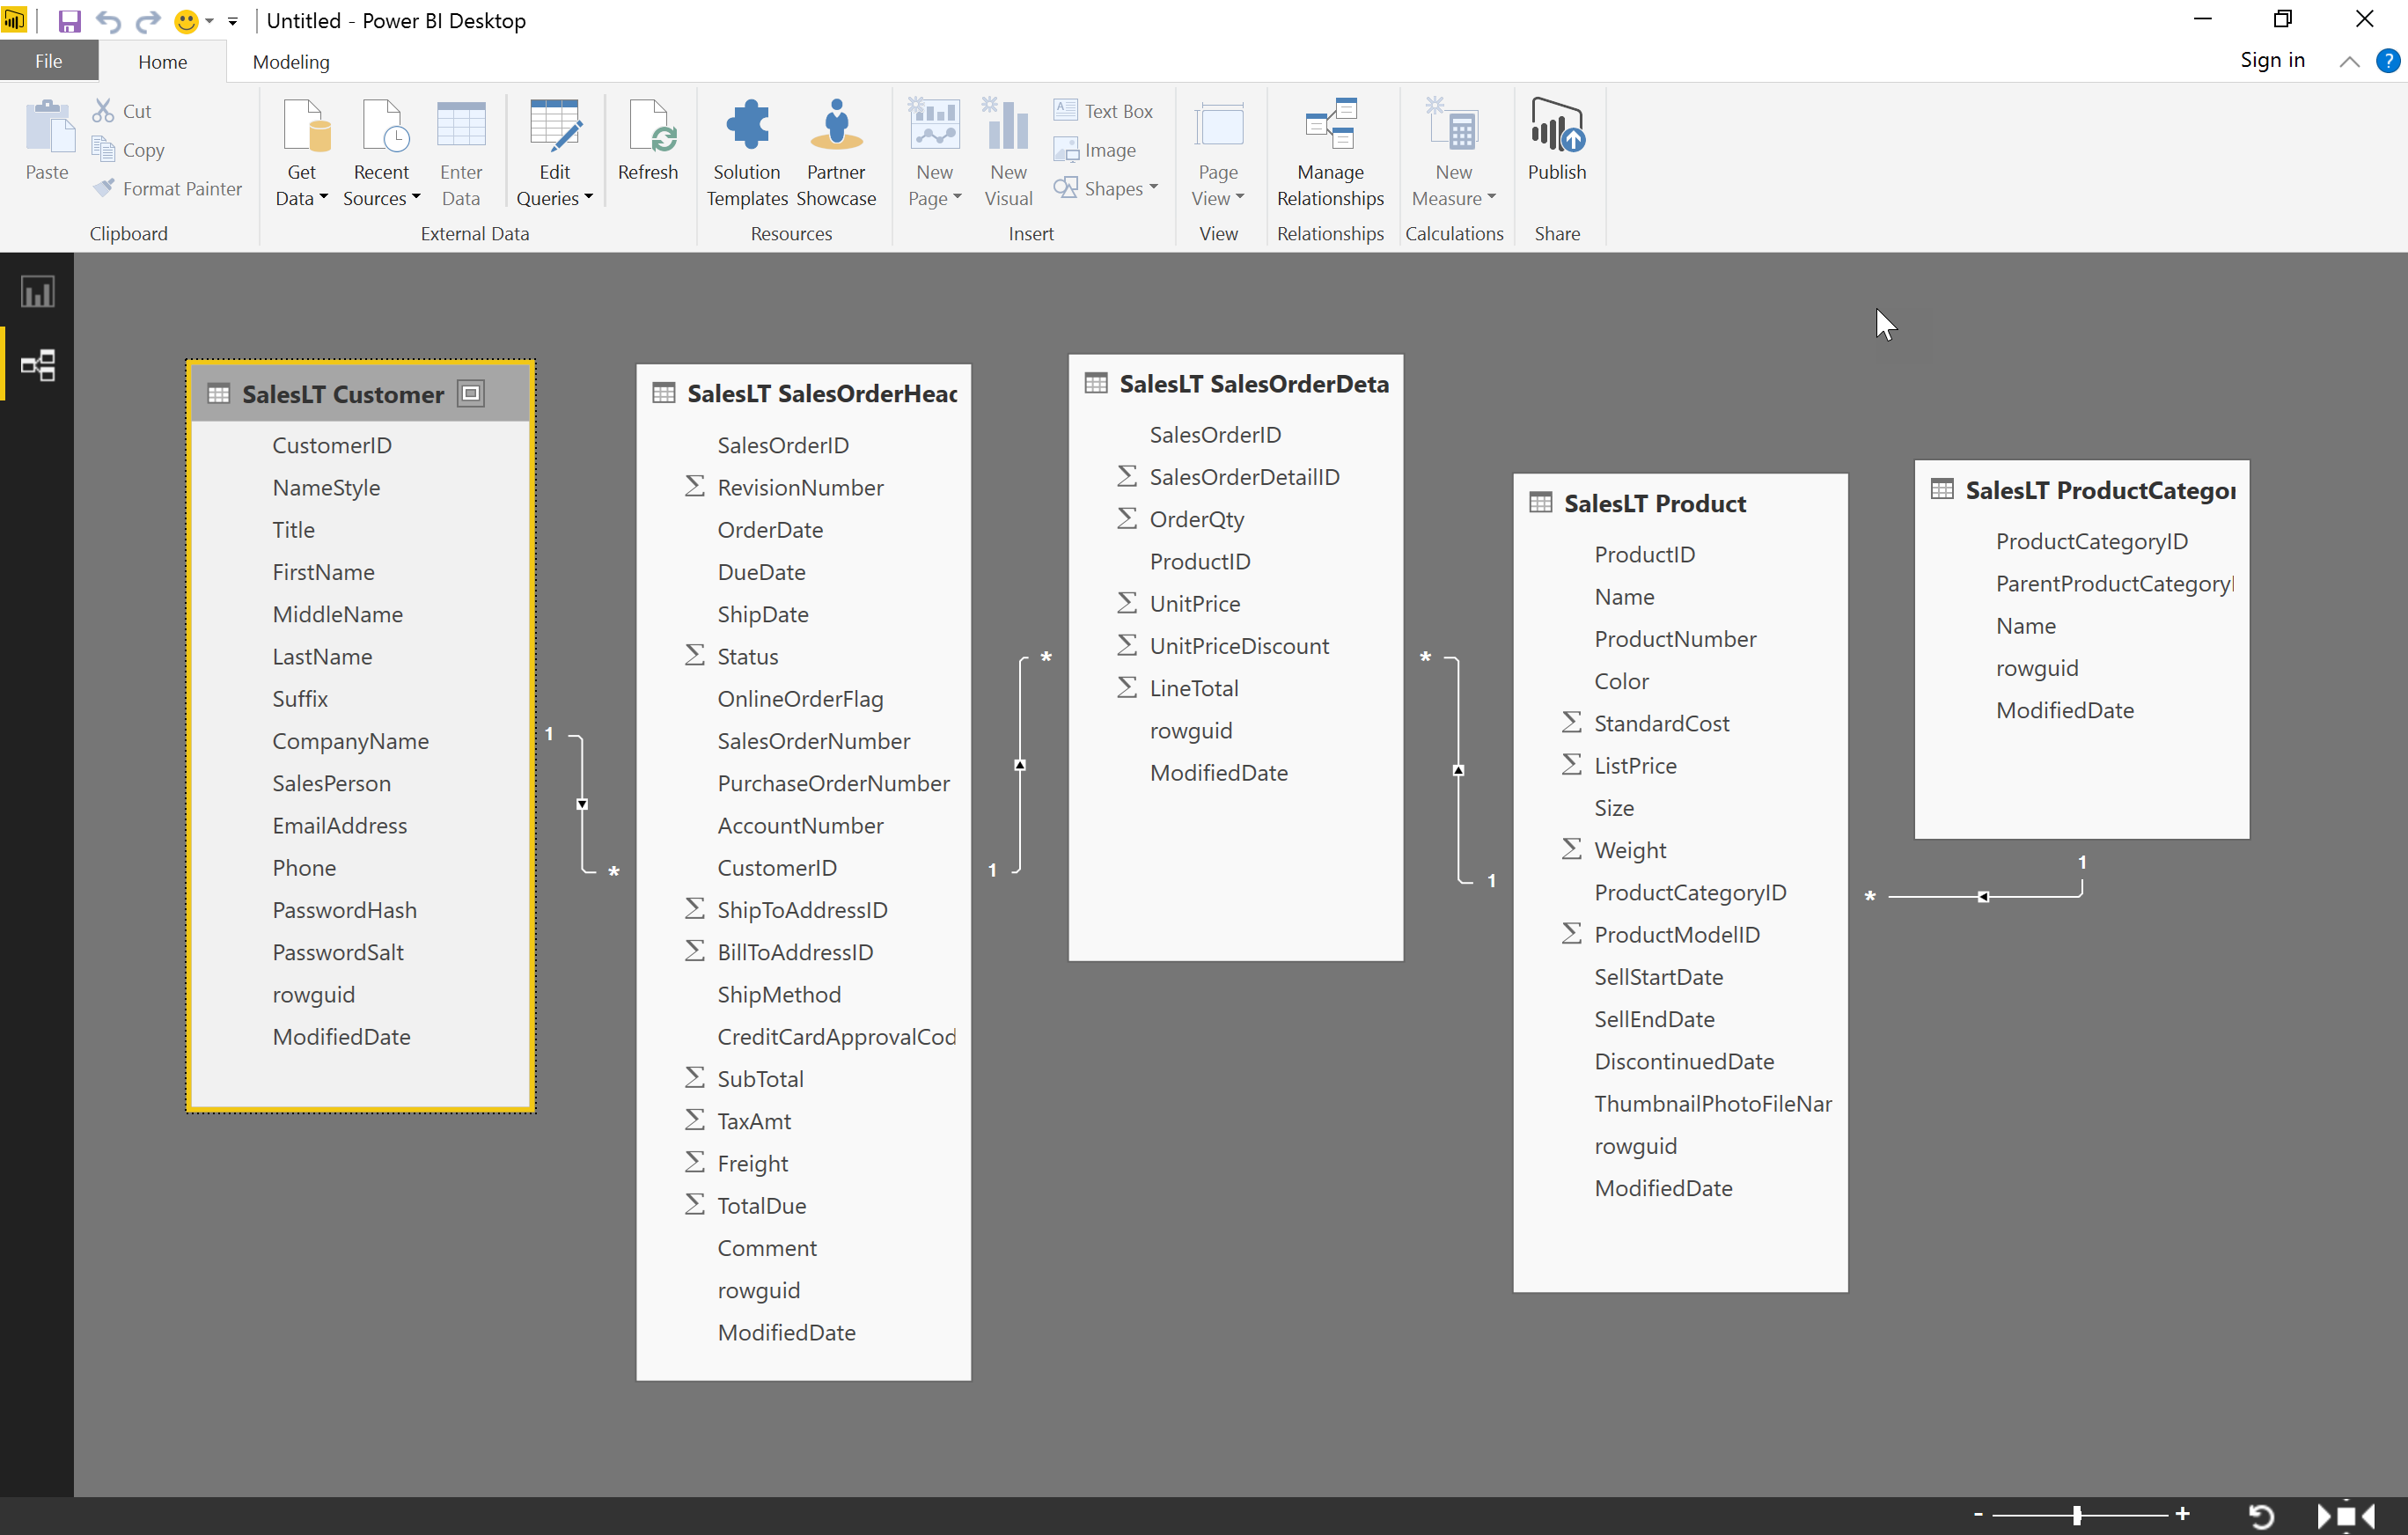 Untitled - Power BI Desktop
File Home Modeling Sign in ?
Paste
Cut
Copy
Format Painter
Clipboard
Get Data
Recent Sources
Enter Data
Edit Queries
Refresh
External Data
Solution Templates
Partner Showcase
Resources
New Page
New Visual
Text Box
Image
Shapes
Insert
Page View
View
Manage Relationships
Relationships
New Measure
Calculations
Publish
Share
SalesLT Customer
CustomerID
NameStyle
Title
FirstName
MiddleName
LastName
Suffix
CompanyName
SalesPerson
EmailAddress
Phone
PasswordHash
PasswordSalt
rowguid
ModifiedDate
1
*
SalesLT SalesOrderHeac
SalesOrderID
Σ RevisionNumber
OrderDate
DueDate
ShipDate
Σ Status
OnlineOrderFlag
SalesOrderNumber
PurchaseOrderNumber
AccountNumber
CustomerID
Σ ShipToAddressID
Σ BillToAddressID
ShipMethod
CreditCardApprovalCod
Σ SubTotal
Σ TaxAmt
Σ Freight
Σ TotalDue
Comment
rowguid
ModifiedDate
1
*
SalesLT SalesOrderDeta
SalesOrderID
Σ SalesOrderDetailID
Σ OrderQty
ProductID
Σ UnitPrice
Σ UnitPriceDiscount
Σ LineTotal
rowguid
ModifiedDate
*
1
SalesLT Product
ProductID
Name
ProductNumber
Color
Σ StandardCost
Σ ListPrice
Size
Σ Weight
ProductCategoryID
Σ ProductModelID
SellStartDate
SellEndDate
DiscontinuedDate
ThumbnailPhotoFileNar
rowguid
ModifiedDate
*
1
SalesLT ProductCategor
ProductCategoryID
ParentProductCategoryI
Name
rowguid
ModifiedDate
- +